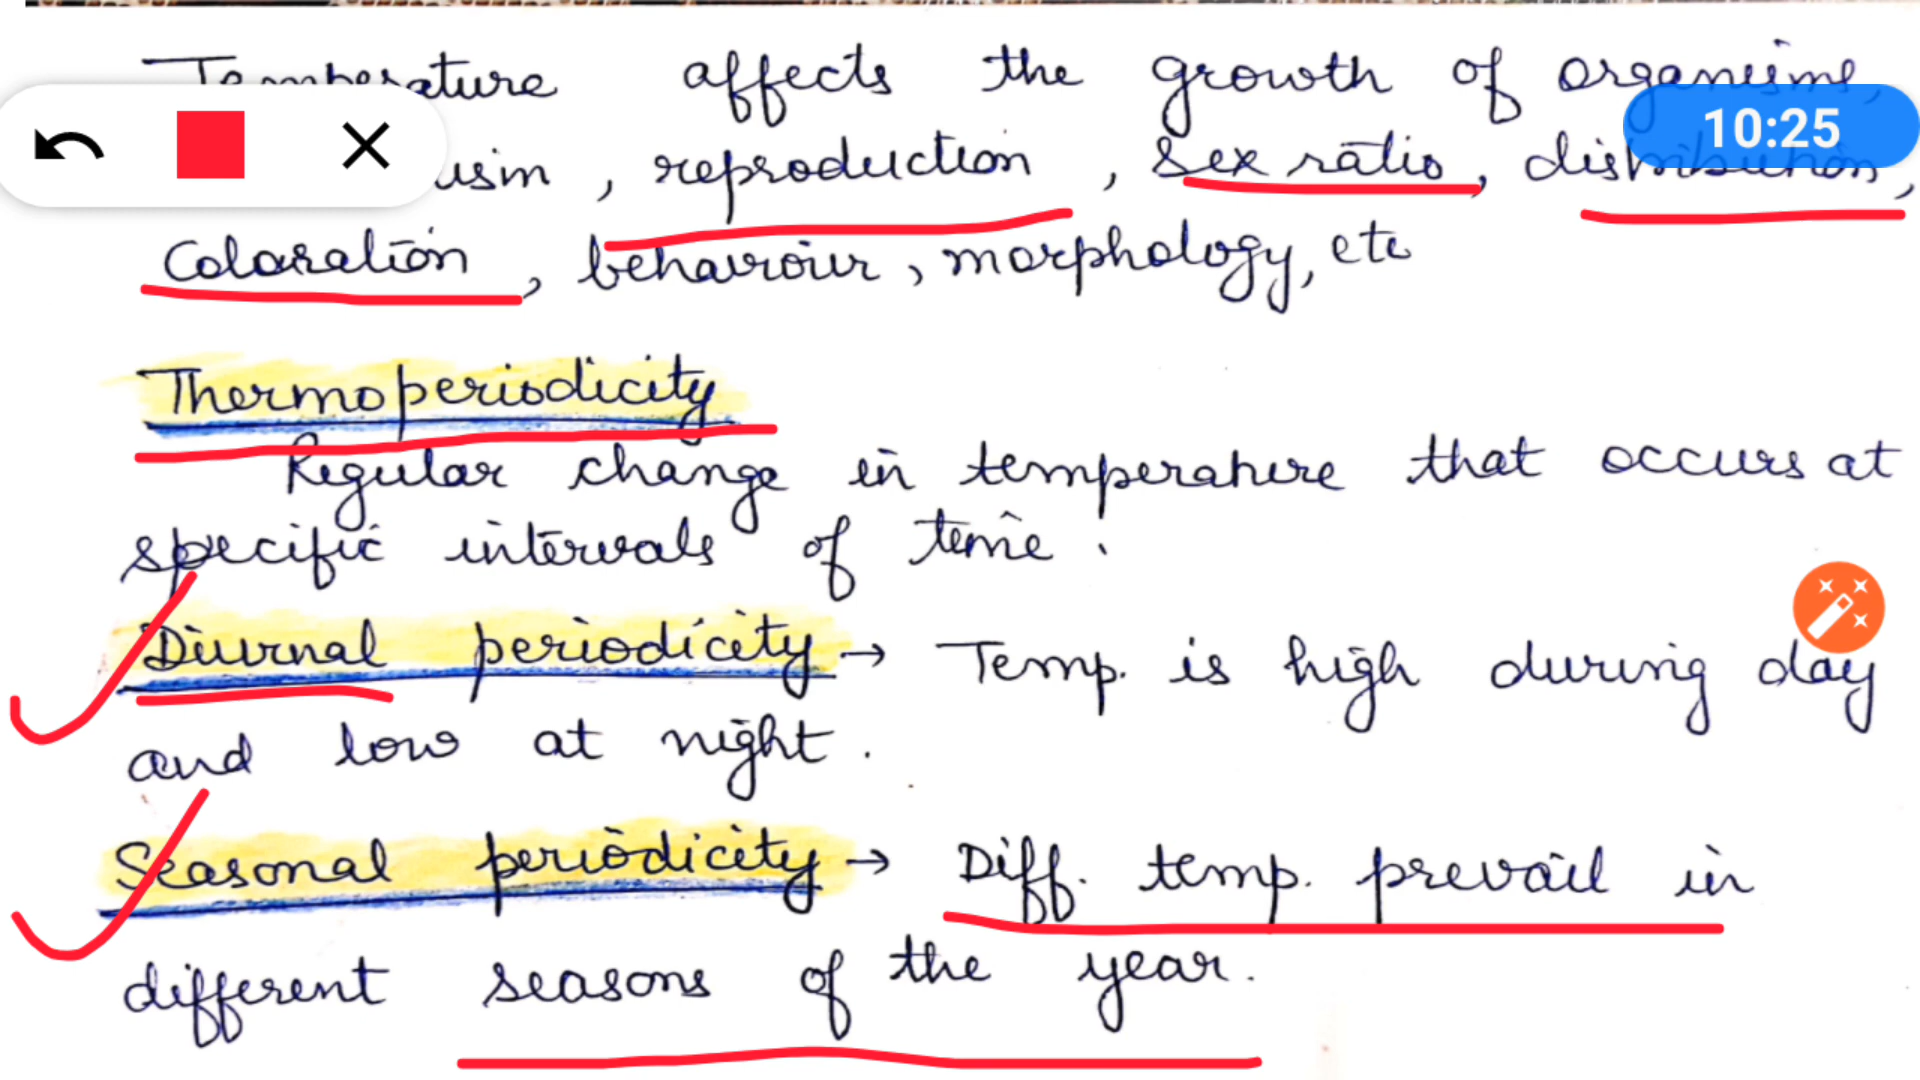 Temperature affects the growth of organisms,
reproduction, Sex ratio, distribution,
Coloration, behaviour, morphology, etc
10:25
Thermoperiodicity
Regular change in temperature that occurs at
specific intervals of time.
Diurnal periodicity → Temp. is high during day
and low at night.
Seasonal periodicity → Diff. temp. prevail in
different seasons of the year.